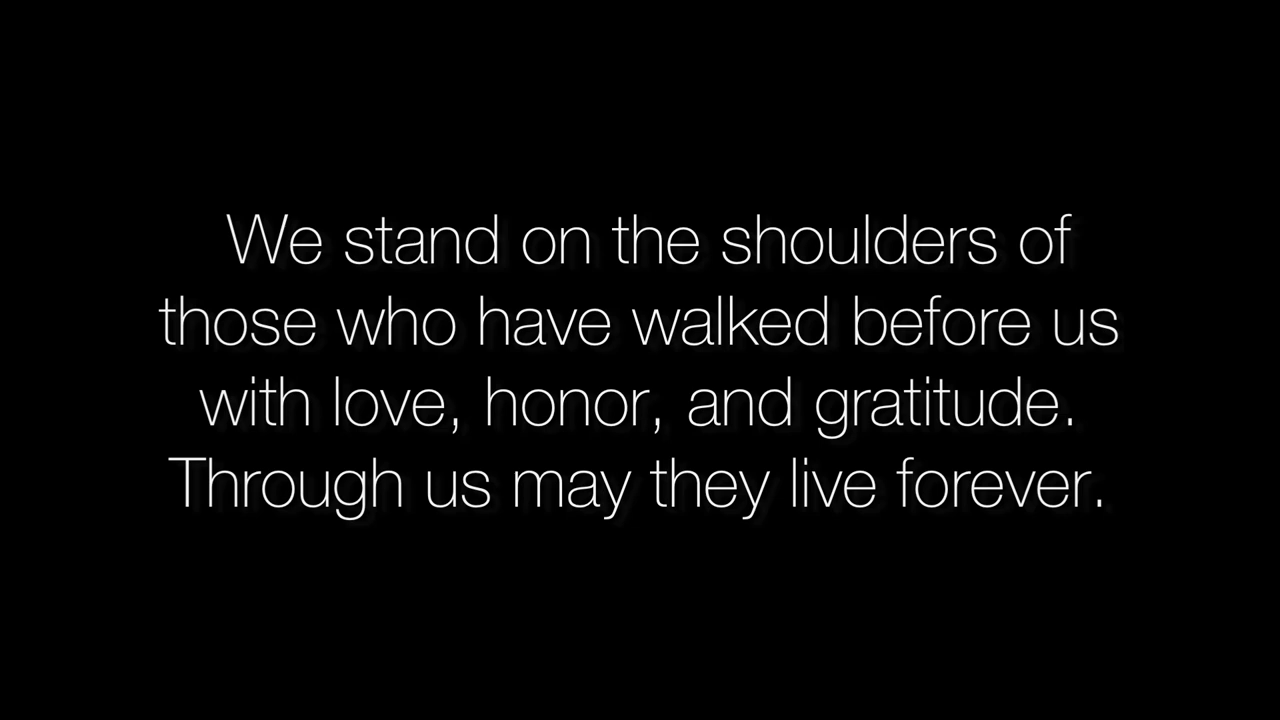 We stand on the shoulders of
those who have walked before us
with love, honor, and gratitude.
Through us may they live forever.